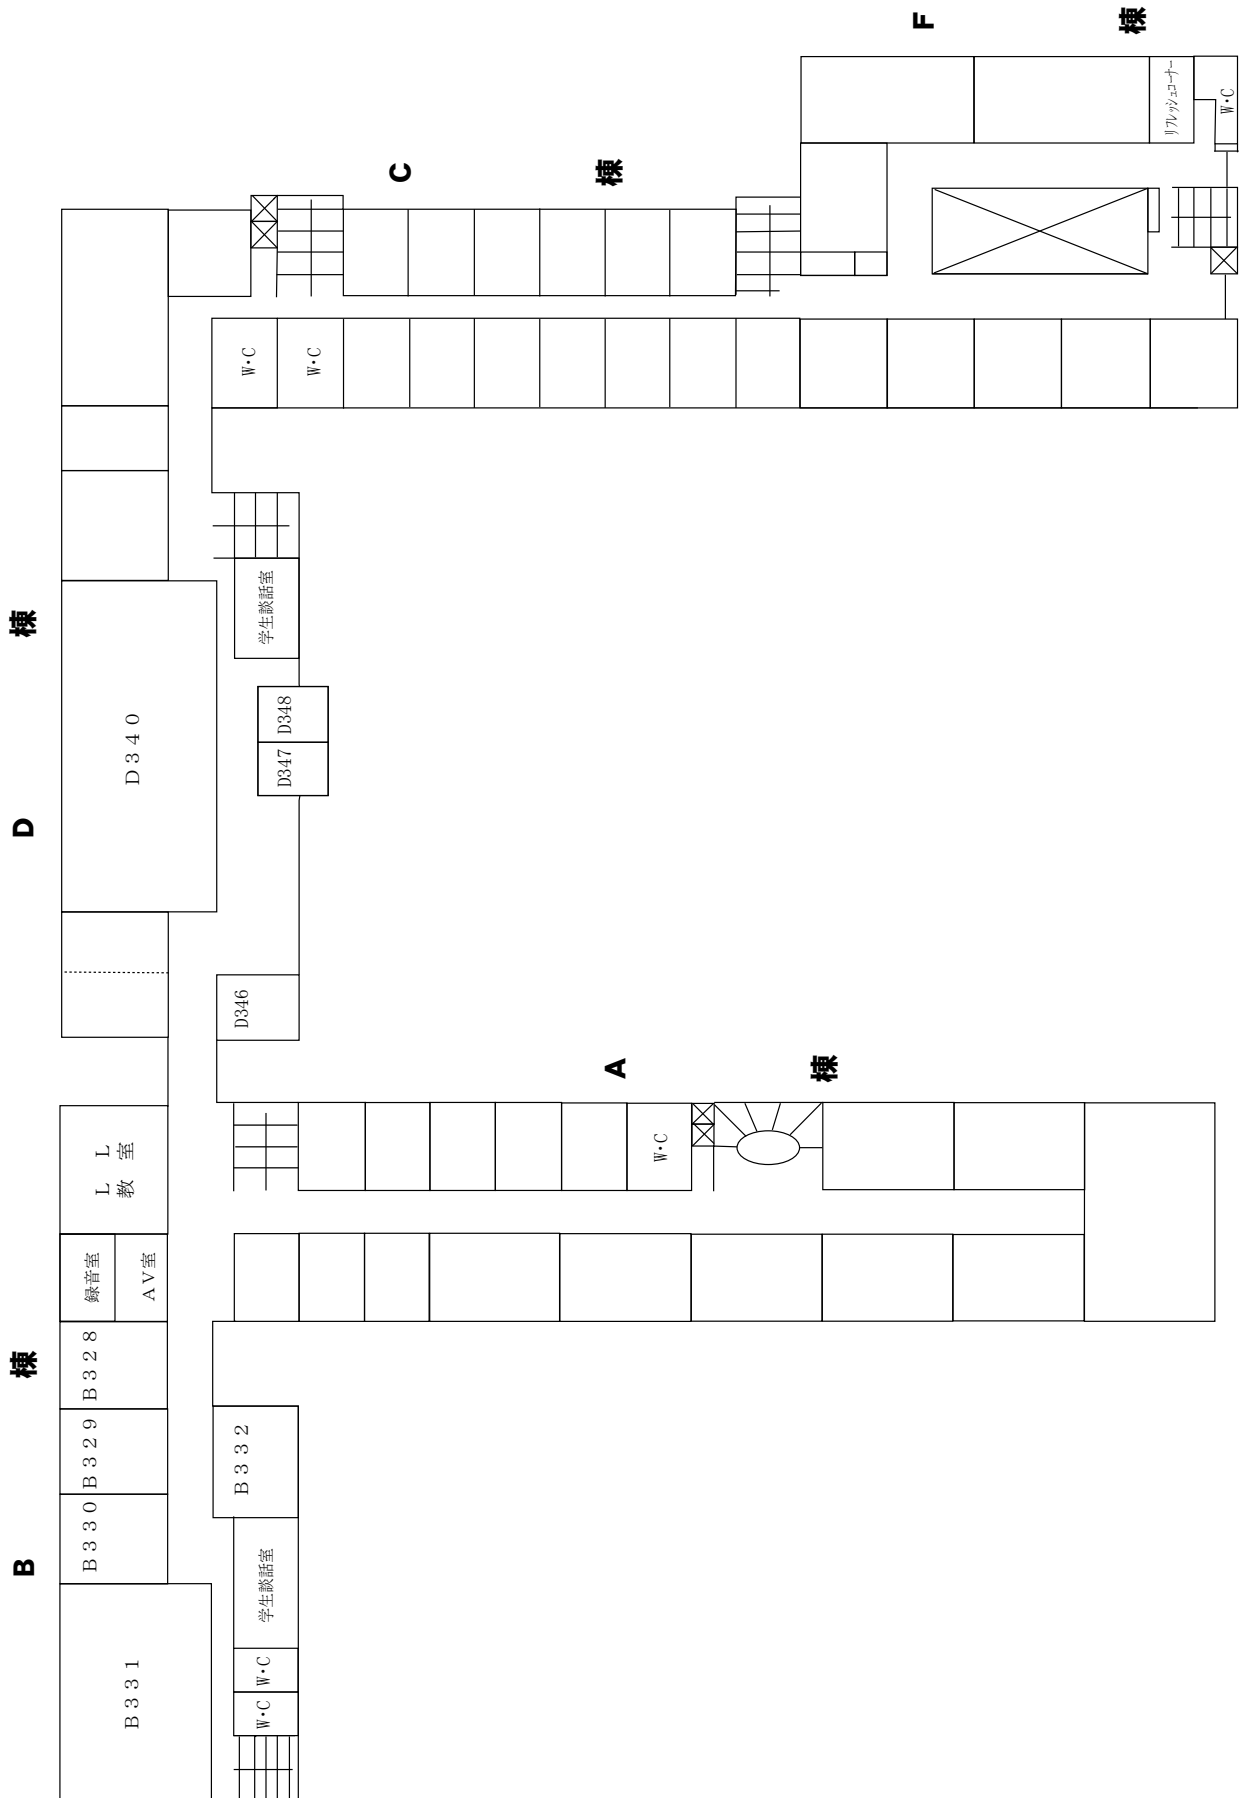 B 棟
D 棟
B331
B330
B329
B328
録音室
AV室
LL
教室
D340
W・C
W・C
学生談話室
B332
D346
D347
D348
学生談話室
W・C
W・C
C 棟
A 棟
W・C
F 棟
リフレッシュコーナー
W・C